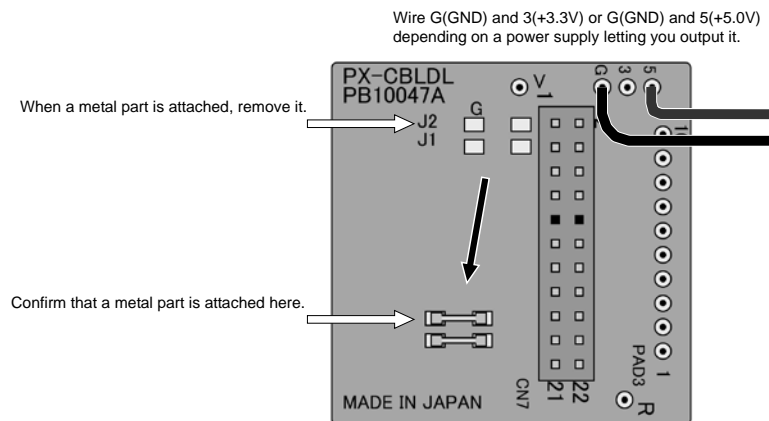 Wire G(GND) and 3(+3.3V) or G(GND) and 5(+5.0V)
depending on a power supply letting you output it.
PX-CBLDL
PB10047A
V
G
3
5
1
When a metal part is attached, remove it.
J2
G
J1
Confirm that a metal part is attached here.
PAD3
1
MADE IN JAPAN
CN7
21
22
R